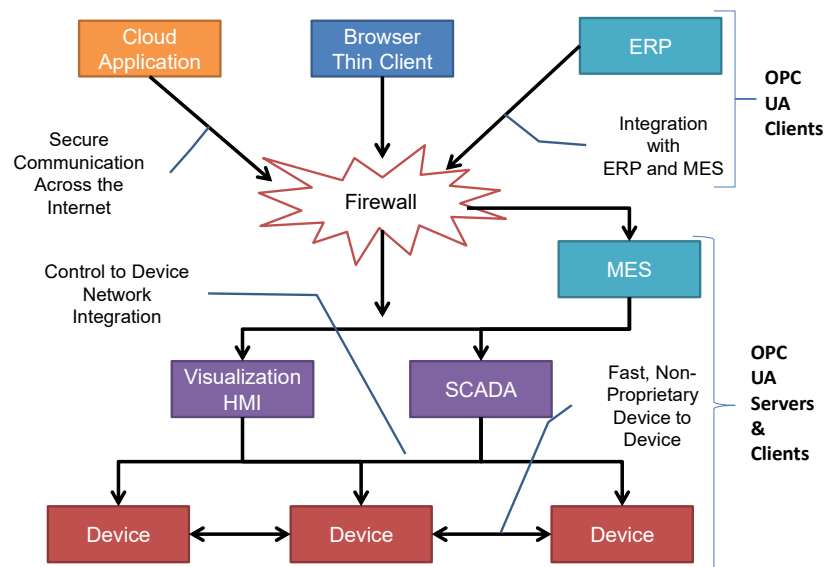 Cloud
Application
Browser
Thin Client
ERP
OPC
UA
Clients
Secure
Communication
Across the
Internet
Integration
with
ERP and MES
Firewall
MES
Control to Device
Network
Integration
Visualization
HMI
SCADA
Fast, Non-
Proprietary
Device to
Device
OPC
UA
Servers
&
Clients
Device
Device
Device